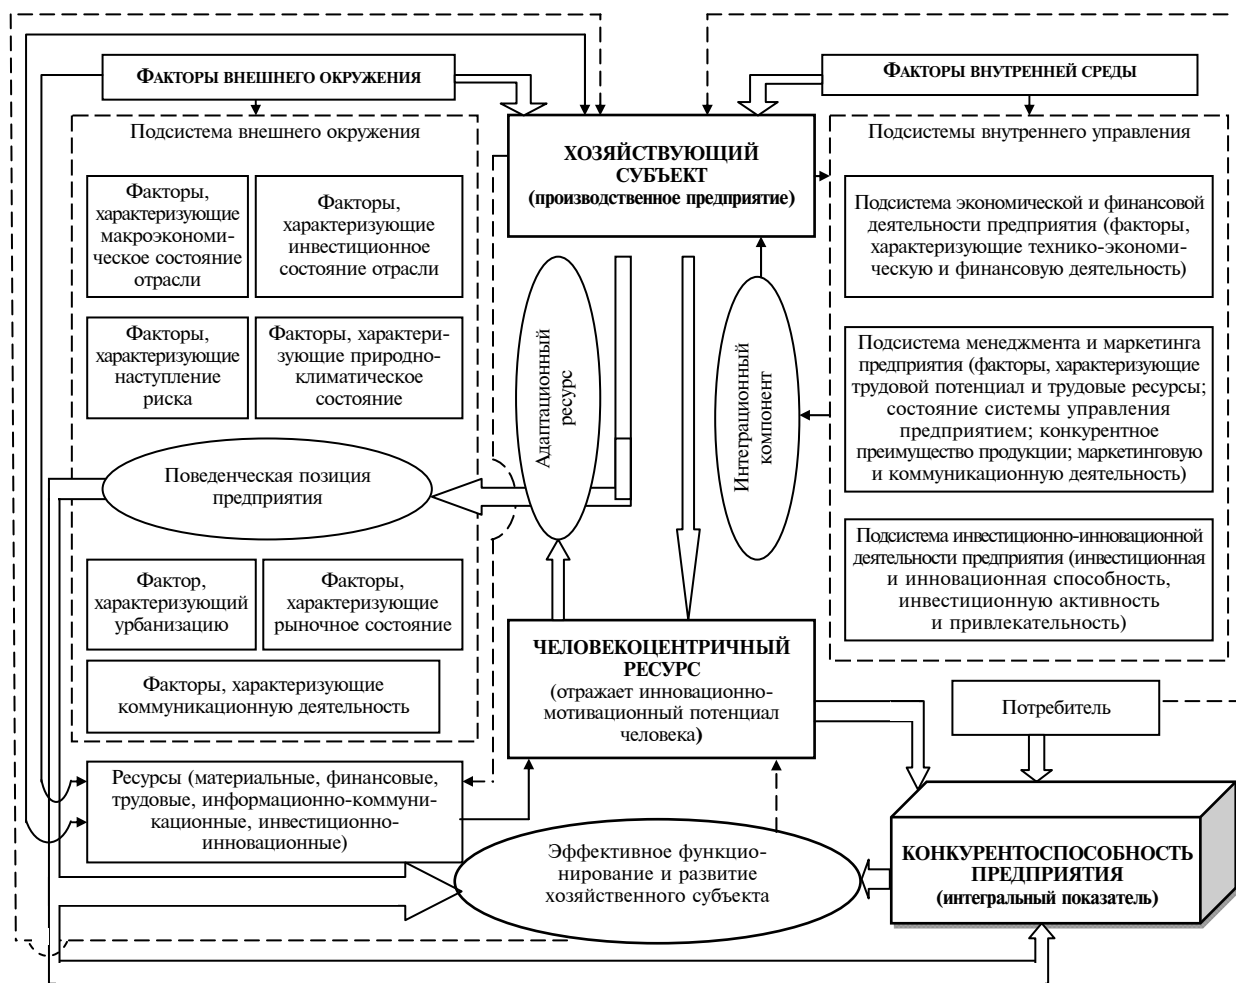 ФАКТОРЫ ВНЕШНЕГО ОКРУЖЕНИЯ
ФАКТОРЫ ВНУТРЕННЕЙ СРЕДЫ
Подсистема внешнего окружения
Факторы,
характеризующие
макроэкономи-
ческое состояние
отрасли
Факторы,
характеризующие
инвестиционное
состояние отрасли
Факторы,
характеризующие
наступление
риска
Факторы, характери-
зующие природно-
климатическое
состояние
Поведенческая позиция
предприятия
Фактор,
характеризующий
урбанизацию
Факторы,
характеризующие
рыночное состояние
Факторы, характеризующие
коммуникационную деятельность
Ресурсы (материальные, финансовые,
трудовые, информационно-коммуни-
кационные, инвестиционно-
инновационные)
ХОЗЯЙСТВУЮЩИЙ
СУБЪЕКТ
(производственное предприятие)
Адаптационный
ресурс
Интеграционный
компонент
ЧЕЛОВЕКОЦЕНТРИЧНЫЙ
РЕСУРС
(отражает инновационно-
мотивационный потенциал
человека)
Эффективное функцио-
нирование и развитие
хозяйственного субъекта
Подсистемы внутреннего управления
Подсистема экономической и финансовой
деятельности предприятия (факторы,
характеризующие технико-экономи-
ческую и финансовую деятельность)
Подсистема менеджмента и маркетинга
предприятия (факторы, характеризующие
трудовой потенциал и трудовые ресурсы;
состояние системы управления
предприятием; конкурентное
преимущество продукции; маркетинговую
и коммуникационную деятельность)
Подсистема инвестиционно-инновационной
деятельности предприятия (инвестиционная
и инновационная способность,
инвестиционную активность
и привлекательность)
Потребитель
КОНКУРЕНТОСПОСОБНОСТЬ
ПРЕДПРИЯТИЯ
(интегральный показатель)